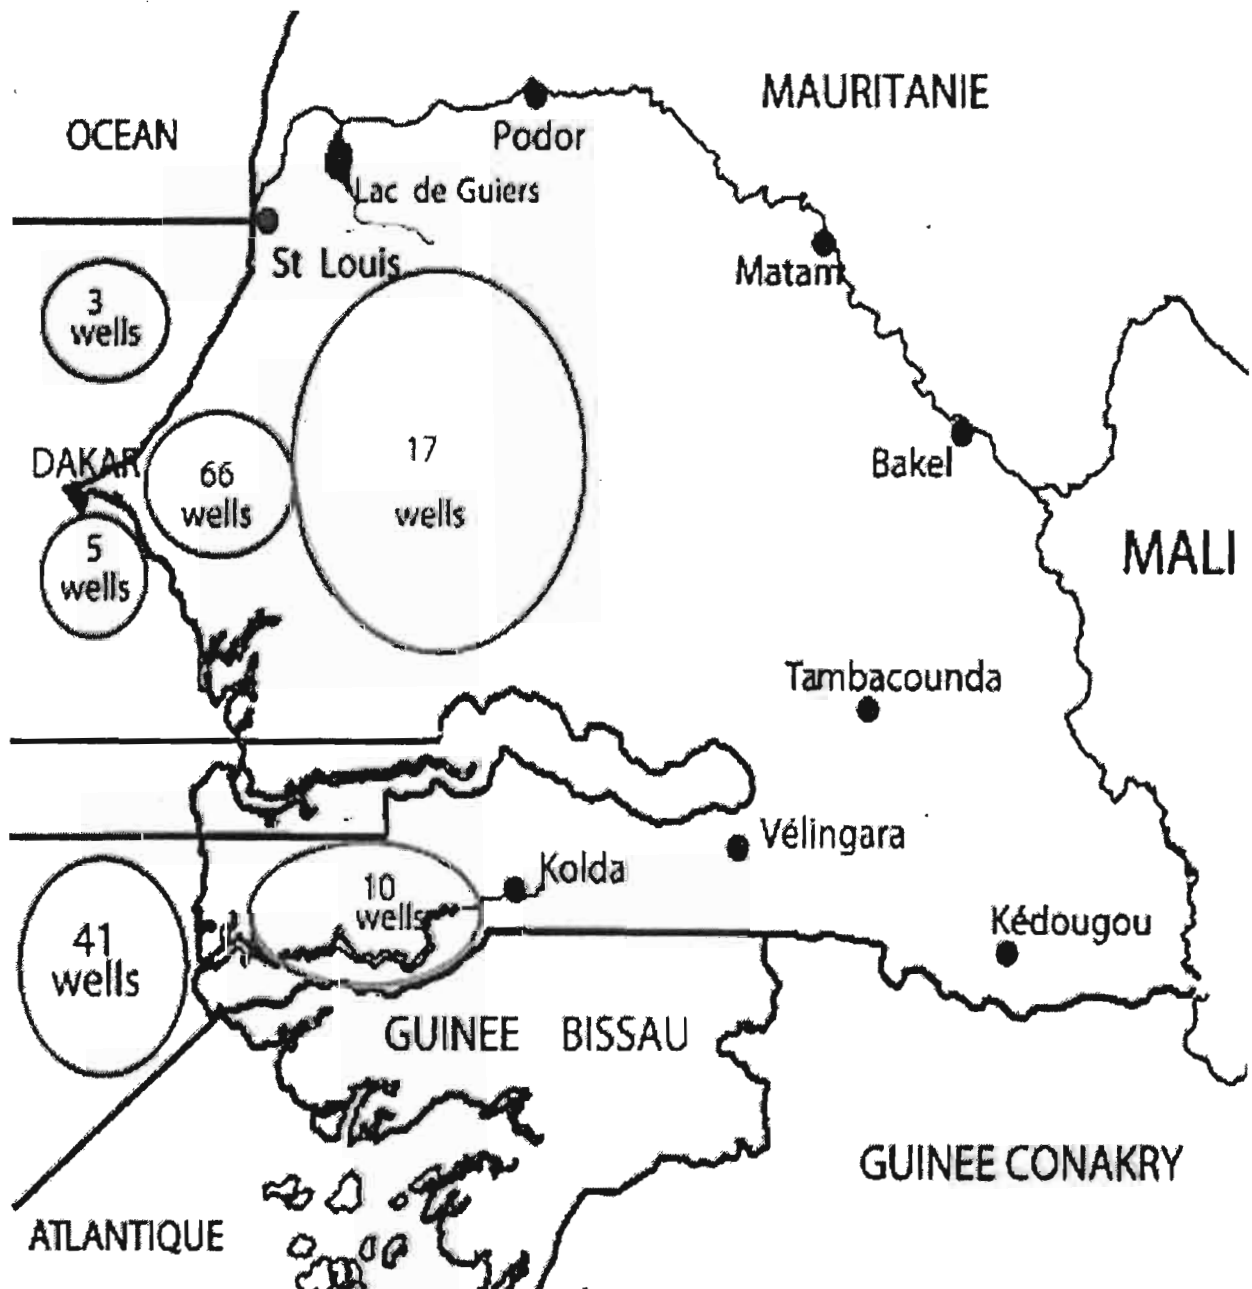 MAURITANIE
OCEAN
Podor
Lac de Guiers
St Louis
Matam
3
wells
DAKAR
66
wells
17
wells
Bakel
5
wells
MALI
Tambacounda
Vélingara
Kolda
10
wells
Kédougou
41
wells
GUINEE BISSAU
GUINEE CONAKRY
ATLANTIQUE